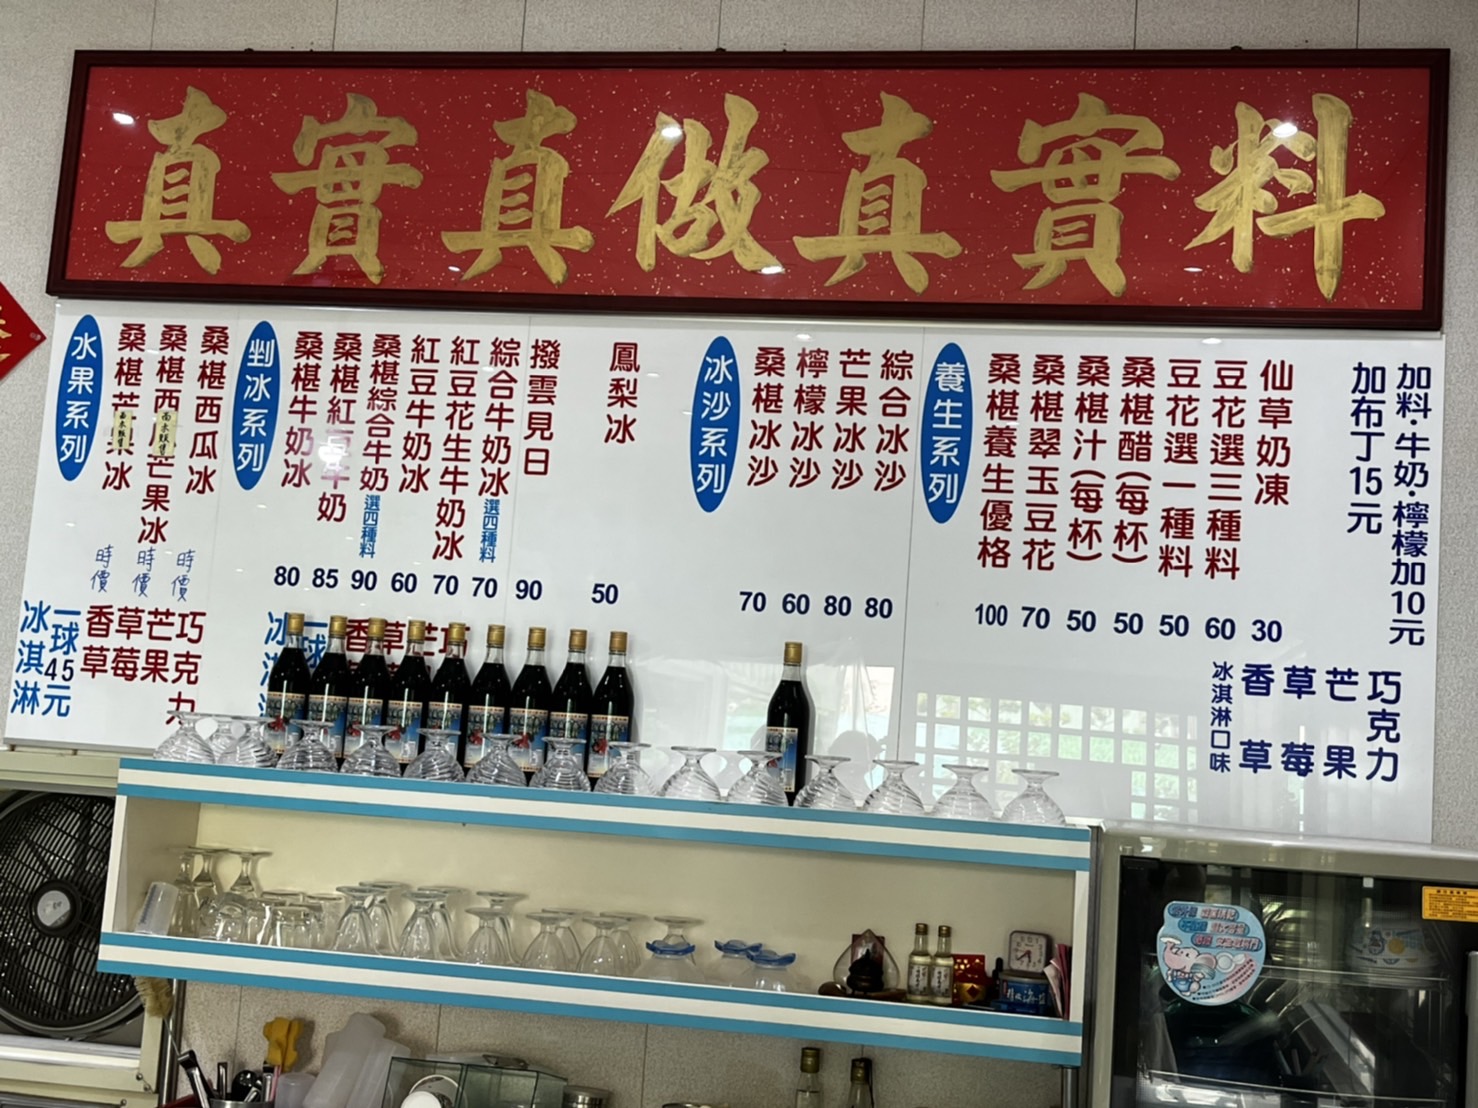 真實真做真實料
水果系列
桑椹芒果冰
桑椹西瓜芒果冰
桑椹西瓜冰
時價
時價
時價
剉冰系列
桑椹牛奶冰
桑椹紅豆牛奶
桑椹綜合牛奶選四種料
紅豆牛奶冰
紅豆花生牛奶冰
綜合牛奶冰選四種料
撥雲見日
鳳梨冰
80 85 90 60 70 70 90 50
冰沙系列
桑椹冰沙
檸檬冰沙
芒果冰沙
綜合冰沙
70 60 80 80
養生系列
桑椹養生優格
桑椹翠玉豆花
桑椹汁(每杯)
桑椹醋(每杯)
豆花選一種料
豆花選三種料
仙草奶凍
100 70 50 50 50 60 30
加料·牛奶·檸檬加10元
加布丁15元
冰淇淋
一球45元
香草
草莓
芒果
巧克力
冰淇淋口味
香草
草莓
芒果
巧克力